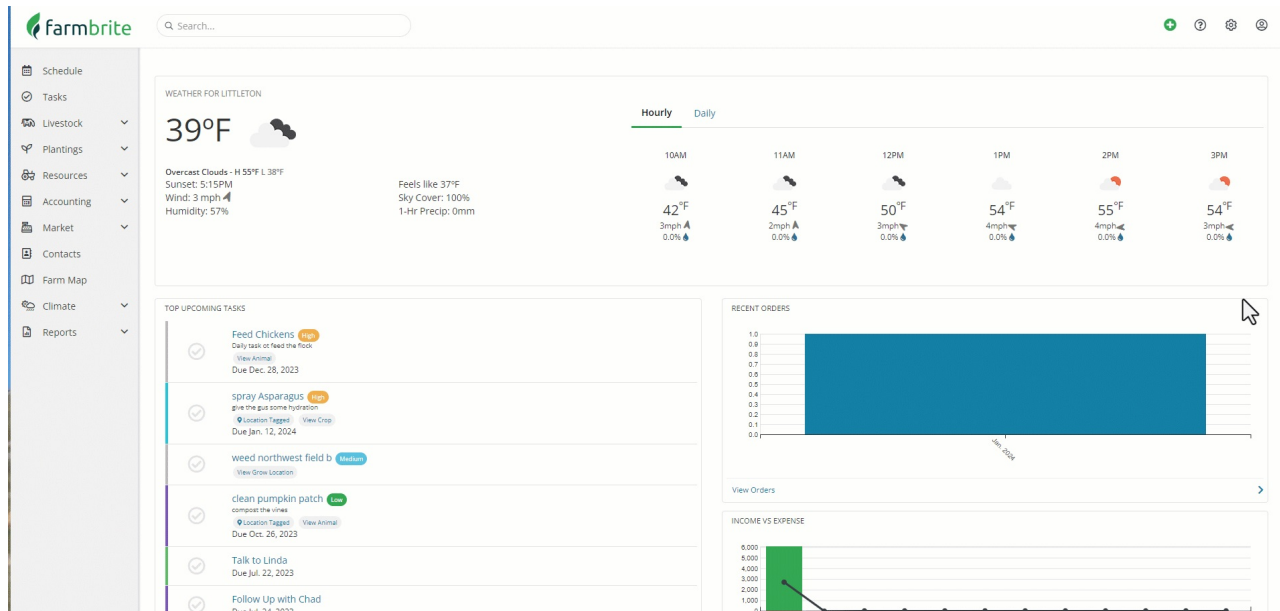 farmbrite
Search...
Schedule
Tasks
Livestock
Plantings
Resources
Accounting
Market
Contacts
Farm Map
Climate
Reports
WEATHER FOR LITTLETON
39°F
Overcast Clouds - H 55°F L 38°F
Sunset: 5:15PM
Wind: 3 mph
Humidity: 57%
Feels like 37°F
Sky Cover: 100%
1-Hr Precip: 0mm
Hourly Daily
10AM 11AM 12PM 1PM 2PM 3PM
42°F 45°F 50°F 54°F 55°F 54°F
3mph 2mph 3mph 4mph 4mph 3mph
0.0% 0.0% 0.0% 0.0% 0.0% 0.0%
TOP UPCOMING TASKS
Feed Chickens High
Daily task ot feed the flock
View Animal
Due Dec. 28, 2023
spray Asparagus High
give the gus some hydration
Location Tagged View Crop
Due Jan. 12, 2024
weed northwest field b Medium
View Grow Location
clean pumpkin patch Low
compost the vines
Location Tagged View Animal
Due Oct. 26, 2023
Talk to Linda
Due Jul. 22, 2023
Follow Up with Chad
RECENT ORDERS
1.0
0.9
0.8
0.7
0.6
0.5
0.4
0.3
0.2
0.1
0.0
Jan, 2024
View Orders
INCOME VS EXPENSE
6,000
5,000
4,000
3,000
2,000
1,000